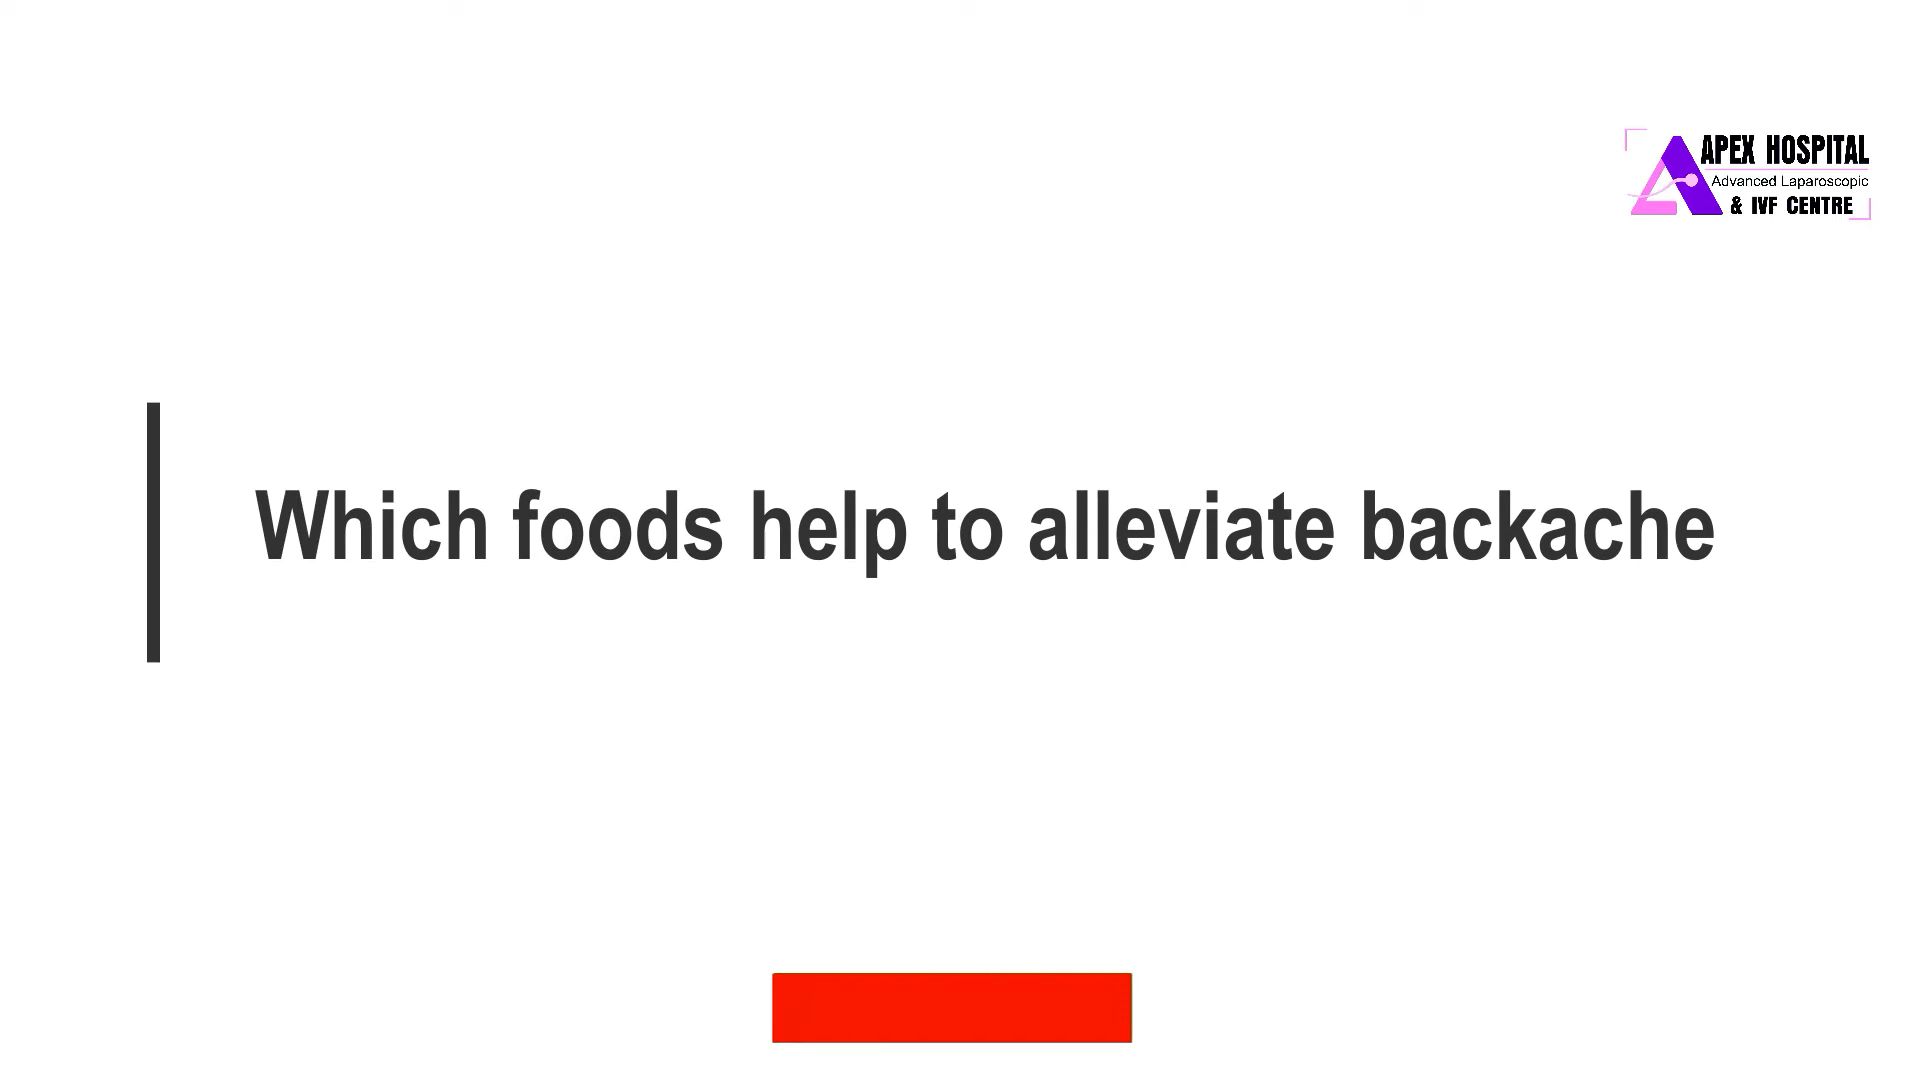 APEX HOSPITAL
Advanced Laparoscopic
& IVF CENTRE
Which foods help to alleviate backache